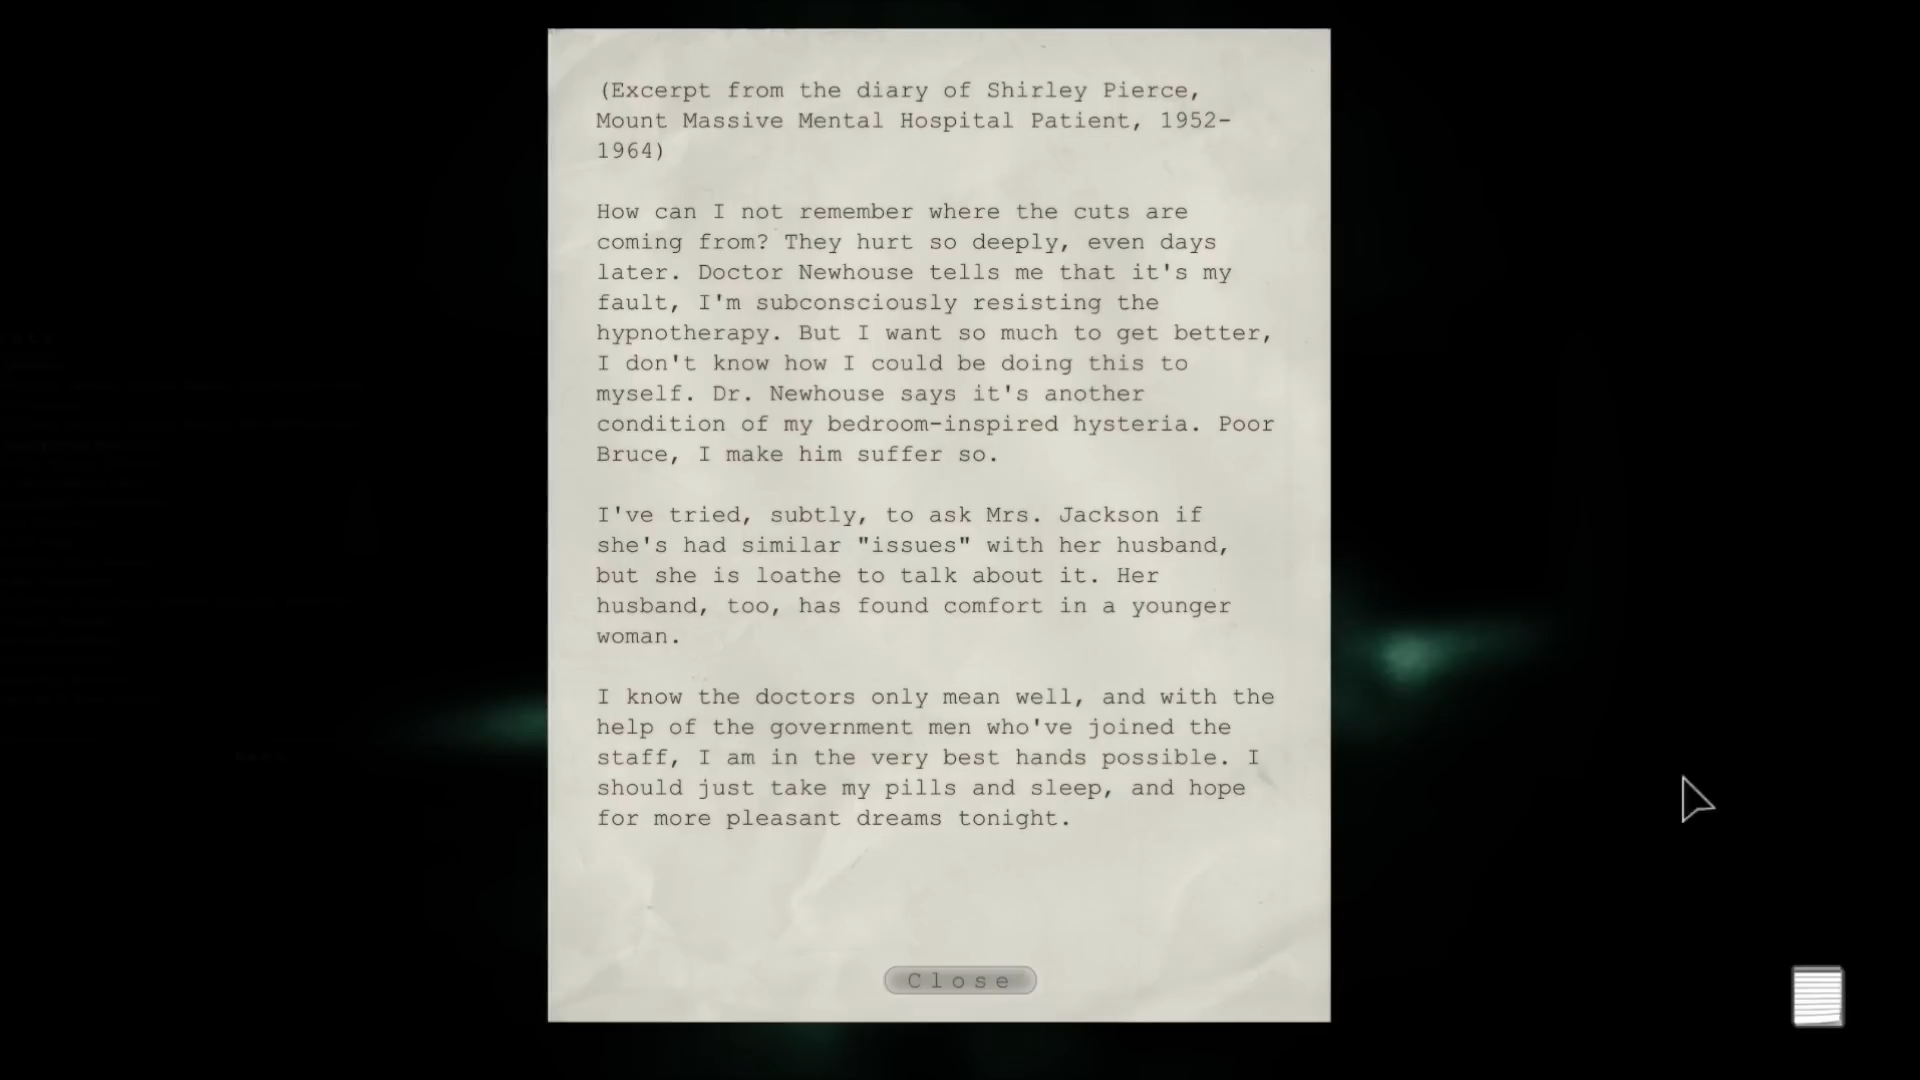 (Excerpt from the diary of Shirley Pierce,
Mount Massive Mental Hospital Patient, 1952-
1964)
How can I not remember where the cuts are
coming from? They hurt so deeply, even days
later. Doctor Newhouse tells me that it's my
fault, I'm subconsciously resisting the
hypnotherapy. But I want so much to get better,
I don't know how I could be doing this to
myself. Dr. Newhouse says it's another
condition of my bedroom-inspired hysteria. Poor
Bruce, I make him suffer so.
I've tried, subtly, to ask Mrs. Jackson if
she's had similar "issues" with her husband,
but she is loathe to talk about it. Her
husband, too, has found comfort in a younger
woman.
I know the doctors only mean well, and with the
help of the government men who've joined the
staff, I am in the very best hands possible. I
should just take my pills and sleep, and hope
for more pleasant dreams tonight.
Close